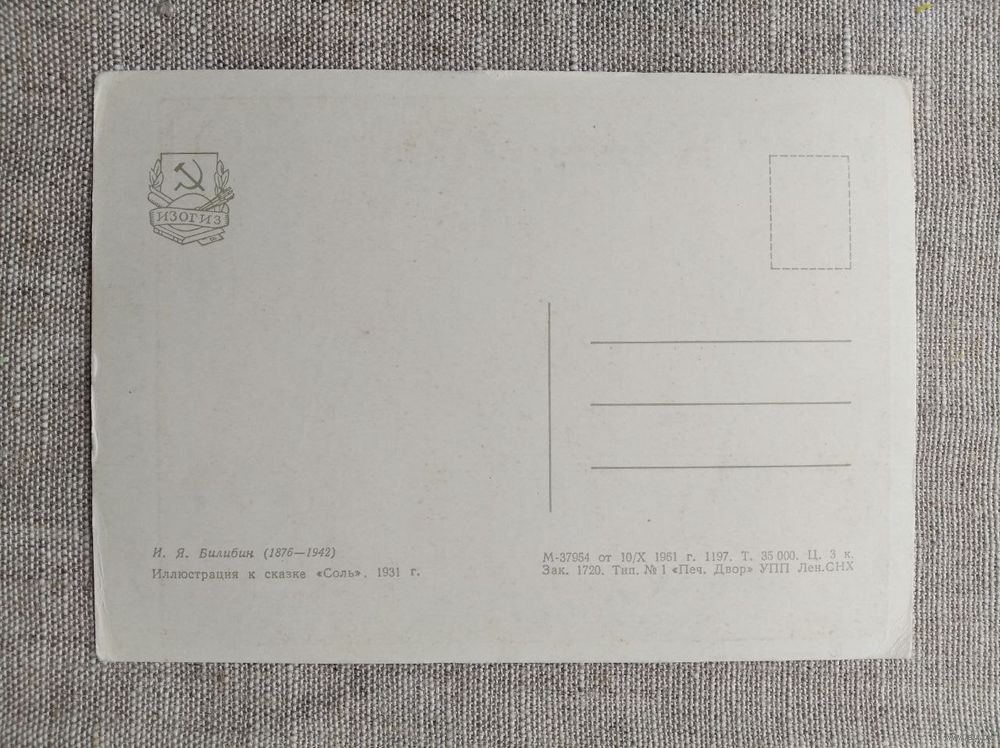 ИЗОГИЗ
И. Я. Билибин (1876—1942)
Иллюстрация к сказке «Соль». 1931 г.
М-37954 от 10/X 1961 г. 1197. Т. 35 000. Ц. 3 к.
Зак. 1720. Тип. № 1 «Печ. Двор» УПП Лен.СНХ